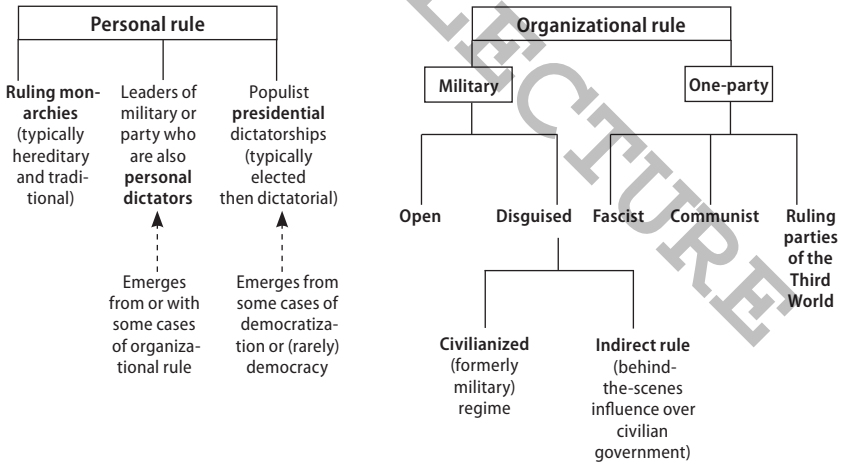 Personal rule
Ruling mon-
archies
(typically
hereditary
and tradi-
tional)
Leaders of
military or
party who
are also
personal
dictators
Populist
presidential
dictatorships
(typically
elected
then dictatorial)
Emerges
from or with
some cases
of organiza-
tional rule
Emerges from
some cases of
democratiza-
tion or (rarely)
democracy
Organizational rule
Military
One-party
Open
Disguised
Fascist
Communist
Ruling
parties
of the
Third
World
Civilianized
(formerly
military)
regime
Indirect rule
(behind-
the-scenes
influence over
civilian
government)
LECTURE